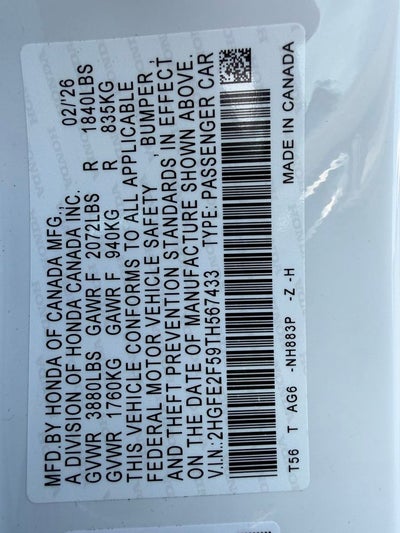 MFD.BY HONDA OF CANADA MFG., 02/'26
A DIVISION OF HONDA CANADA INC.
GVWR 3880LBS GAWR F 2072LBS R 1840LBS
GVWR 1760KG GAWR F 940KG R 835KG
THIS VEHICLE CONFORMS TO ALL APPLICABLE
FEDERAL MOTOR VEHICLE SAFETY, BUMPER,
AND THEFT PREVENTION STANDARDS, IN EFFECT
ON THE DATE OF MANUFACTURE SHOWN ABOVE.
V.I.N.:2HGFE2F59TH567433 TYPE: PASSENGER CAR
T56 T AG6 -NH883P -Z -H MADE IN CANADA